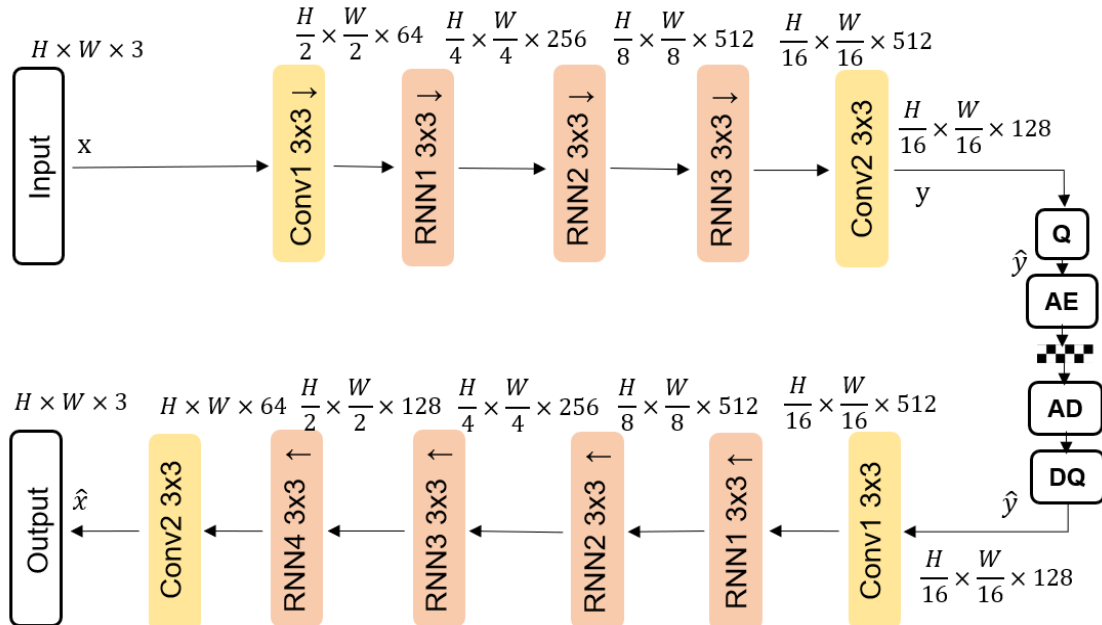 H × W × 3
H/2 × W/2 × 64
H/4 × W/4 × 256
H/8 × W/8 × 512
H/16 × W/16 × 512
Input
x
Conv1 3x3 ↓
RNN1 3x3 ↓
RNN2 3x3 ↓
RNN3 3x3 ↓
Conv2 3x3
H/16 × W/16 × 128
y
Q
ŷ
AE
AD
DQ
ŷ
H/16 × W/16 × 128
H × W × 3
H × W × 64
H/2 × W/2 × 128
H/4 × W/4 × 256
H/8 × W/8 × 512
H/16 × W/16 × 512
Output
x̂
Conv2 3x3
RNN4 3x3 ↑
RNN3 3x3 ↑
RNN2 3x3 ↑
RNN1 3x3 ↑
Conv1 3x3